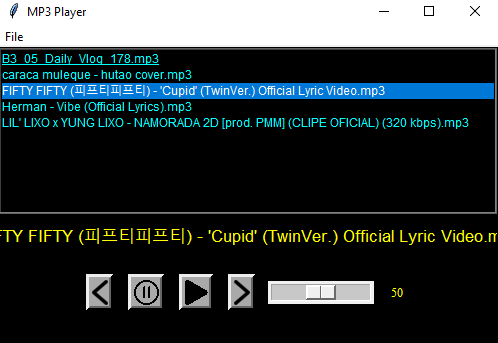 MP3 Player
File
B3_05_Daily_Vlog_178.mp3
caraca muleque - hutao cover.mp3
FIFTY FIFTY (피프티피프티) - 'Cupid' (TwinVer.) Official Lyric Video.mp3
Herman - Vibe (Official Lyrics).mp3
LIL' LIXO x YUNG LIXO - NAMORADA 2D [prod. PMM] (CLIPE OFICIAL) (320 kbps).mp3
FTY FIFTY (피프티피프티) - 'Cupid' (TwinVer.) Official Lyric Video.m
50